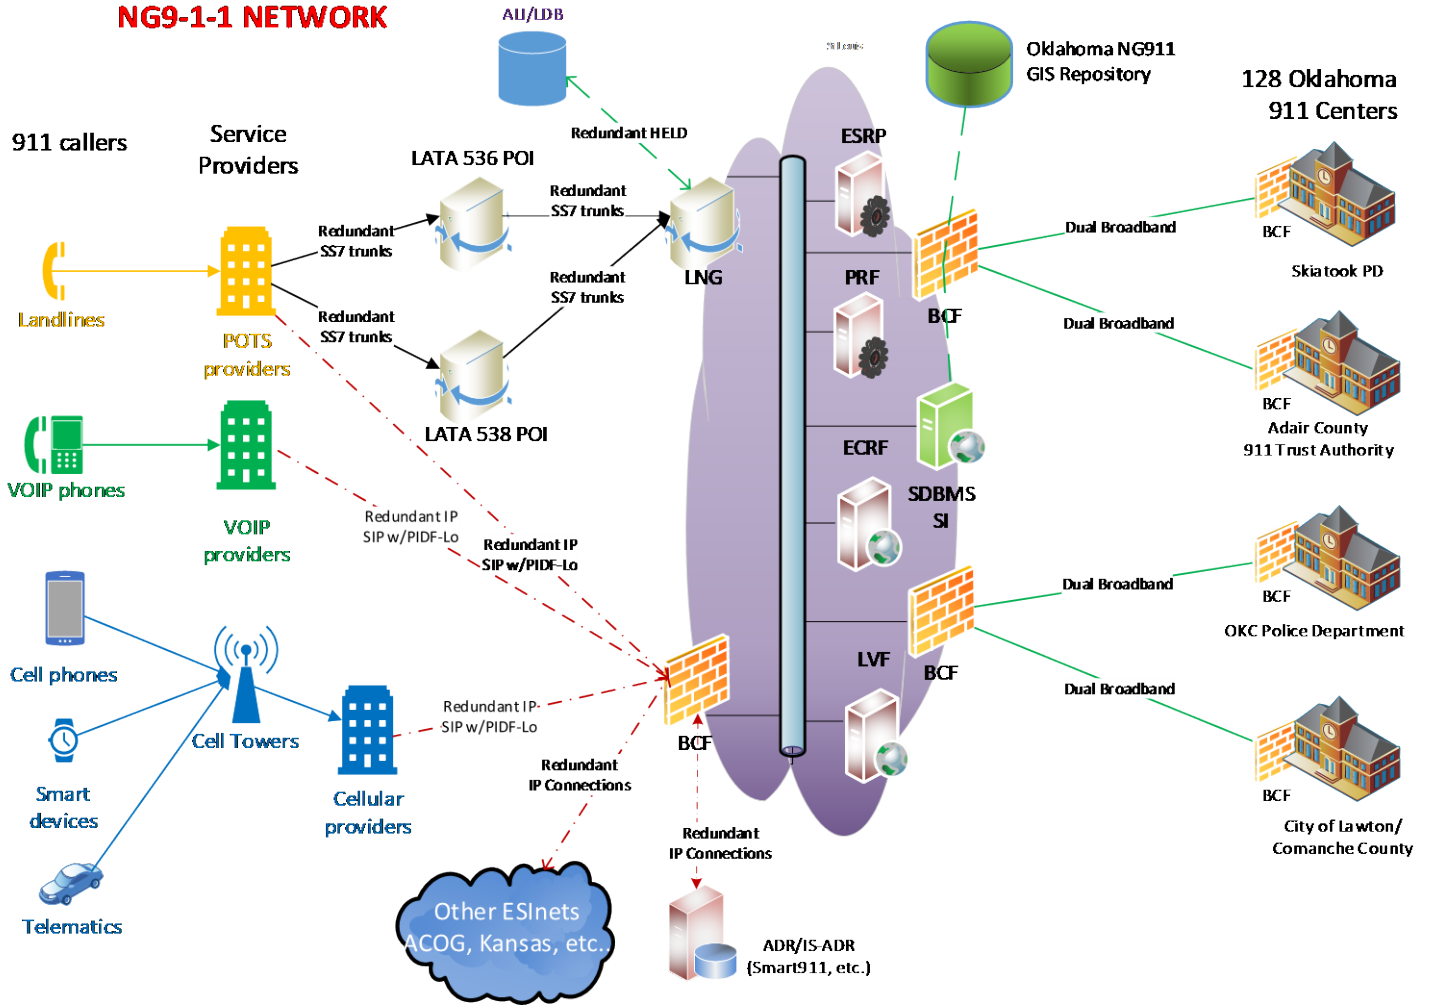 NG9-1-1 NETWORK
ALI/LDB
Oklahoma NG911
GIS Repository
128 Oklahoma
911 Centers
911 callers
Service
Providers
LATA 536 POI
Redundant HELD
ESRP
Redundant
SS7 trunks
Redundant
SS7 trunks
Dual Broadband
BCF
Skiatook PD
LNG
PRF
Redundant
SS7 trunks
BCF
Landlines
POTS
providers
Redundant
SS7 trunks
Dual Broadband
BCF
Adair County
911 Trust Authority
LATA 538 POI
ECRF
VOIP phones
VOIP
providers
SDBMS
SI
Redundant IP
SIP w/PIDF-Lo
Redundant IP
SIP w/PIDF-Lo
Dual Broadband
BCF
OKC Police Department
LVF
BCF
Cell phones
Dual Broadband
Redundant IP
SIP w/PIDF-Lo
Cell Towers
BCF
Redundant
IP Connections
Smart
devices
Cellular
providers
BCF
City of Lawton/
Comanche County
Redundant
IP Connections
Telematics
Other ESInets
ACOG, Kansas, etc..
ADR/IS-ADR
(Smart911, etc.)